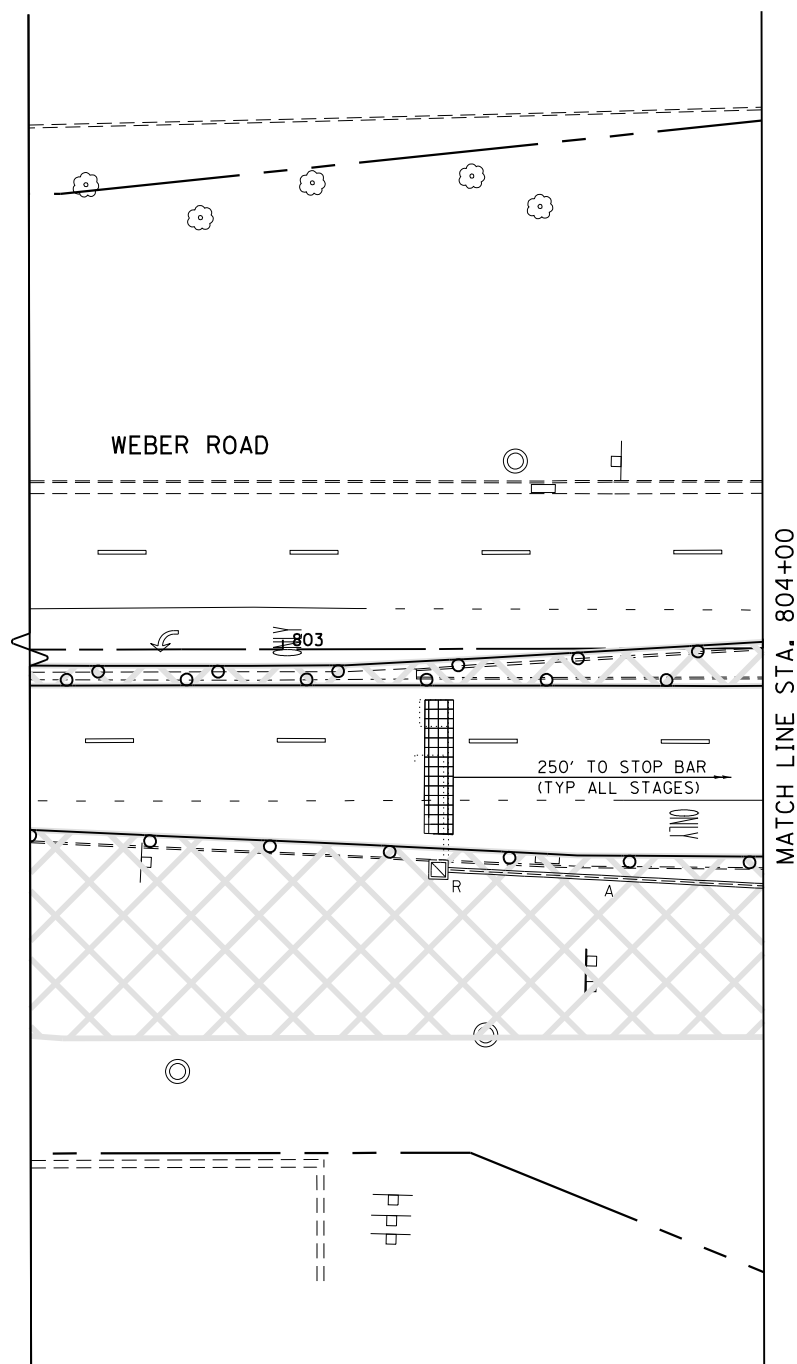 WEBER ROAD
ONLY
803
250' TO STOP BAR
(TYP ALL STAGES)
ONLY
R
A
MATCH LINE STA. 804+00